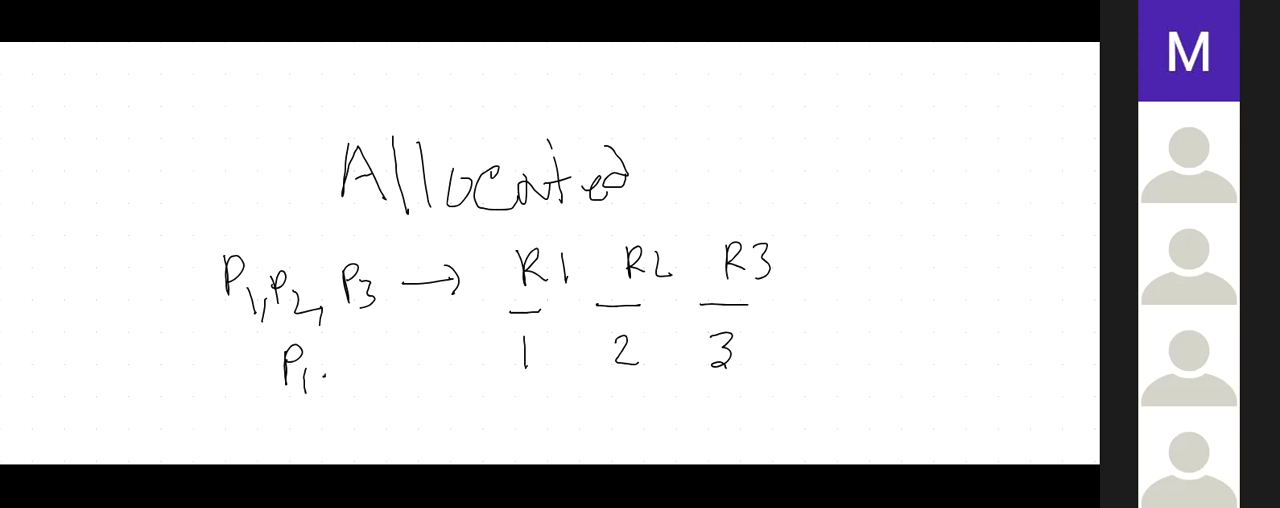 Allocated
P1, P2, P3 → R1 R2 R3
P1. 1 2 3
M